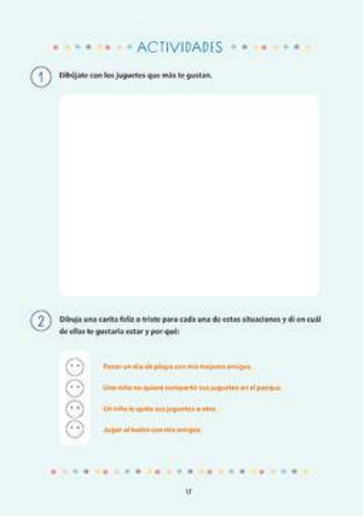 ACTIVIDADES
1 Dibújate con los juguetes que más te gustan.
2 Dibuja una carita feliz o triste para cada una de estas situaciones y di en cuál
de ellas te gustaría estar y por qué:
Pasar un día de playa con mis mejores amigos.
Una niña no quiere compartir sus juguetes en el parque.
Un niño le quita sus juguetes a otro.
Jugar al balón con mis amigos.
17